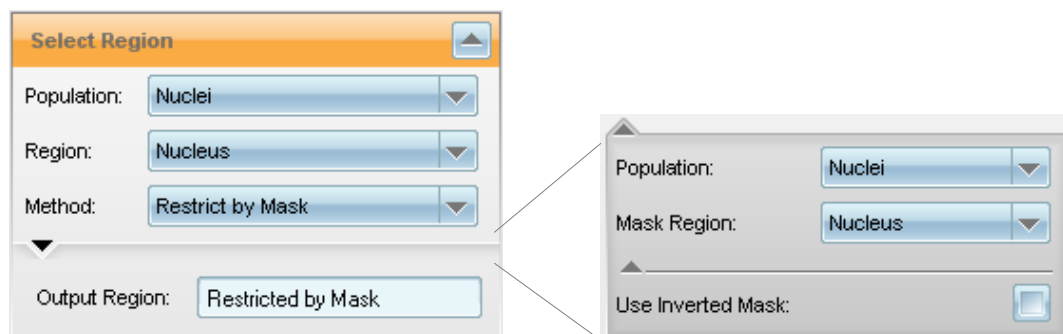 Select Region
Population: Nuclei
Region: Nucleus
Method: Restrict by Mask
Output Region: Restricted by Mask
Population: Nuclei
Mask Region: Nucleus
Use Inverted Mask: